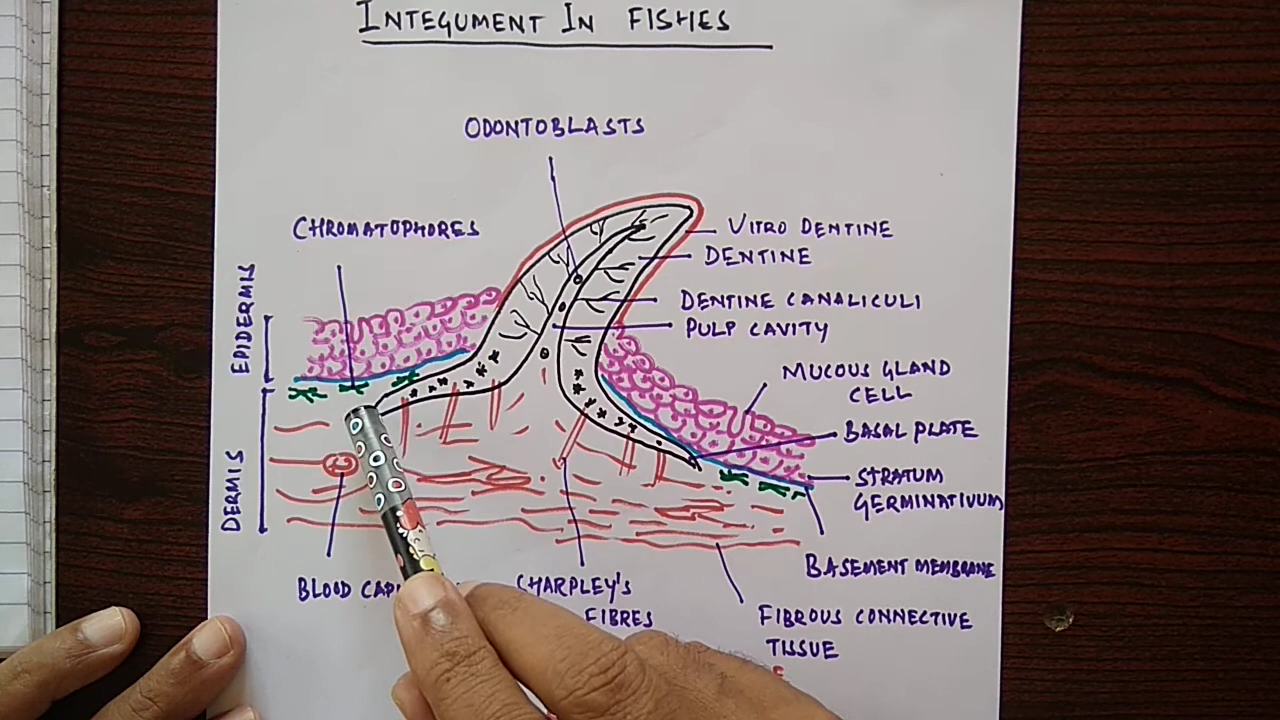 INTEGUMENT IN FISHES
ODONTOBLASTS
CHROMATOPHORES
VITRO DENTINE
DENTINE
DENTINE CANALICULI
PULP CAVITY
MUCOUS GLAND
CELL
BASAL PLATE
STRATUM
GERMINATIVUM
BASEMENT MEMBRANE
EPIDERMIS
DERMIS
BLOOD
FIBRES
FIBROUS CONNECTIVE
TISSUE